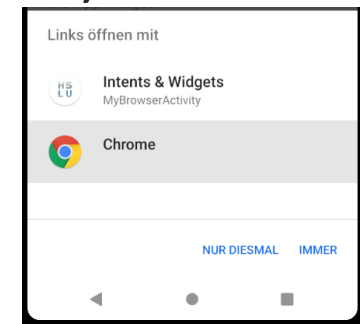 Links öffnen mit
HS
LU
Intents & Widgets
MyBrowserActivity
Chrome
NUR DIESMAL IMMER